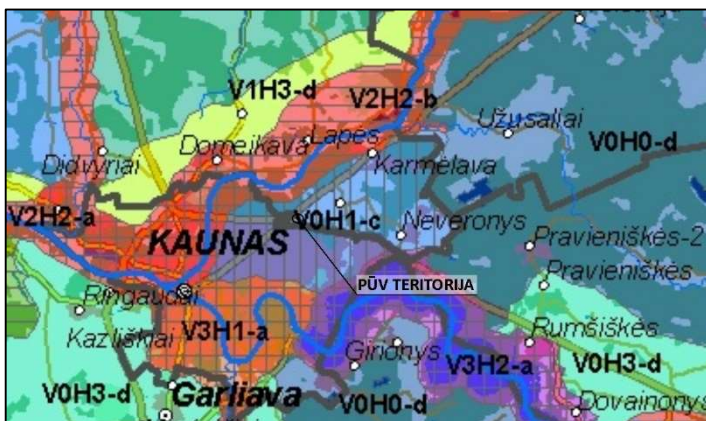 V1H3-d
V2H2-b
Lapės
Užusaliai
Domeikava
Karmėlava
V0H0-d
Didvyriai
V2H2-a
V0H1-c
KAUNAS
Neveronys
Pravieniškės-2
PŪV TERITORIJA
Pravieniškės
Ringaudai
Kazliškiai
V3H1-a
Rumšiškės
Girionys
V3H2-a
V0H3-d
V0H3-d
Garliava
V0H0-d
Dovainonys